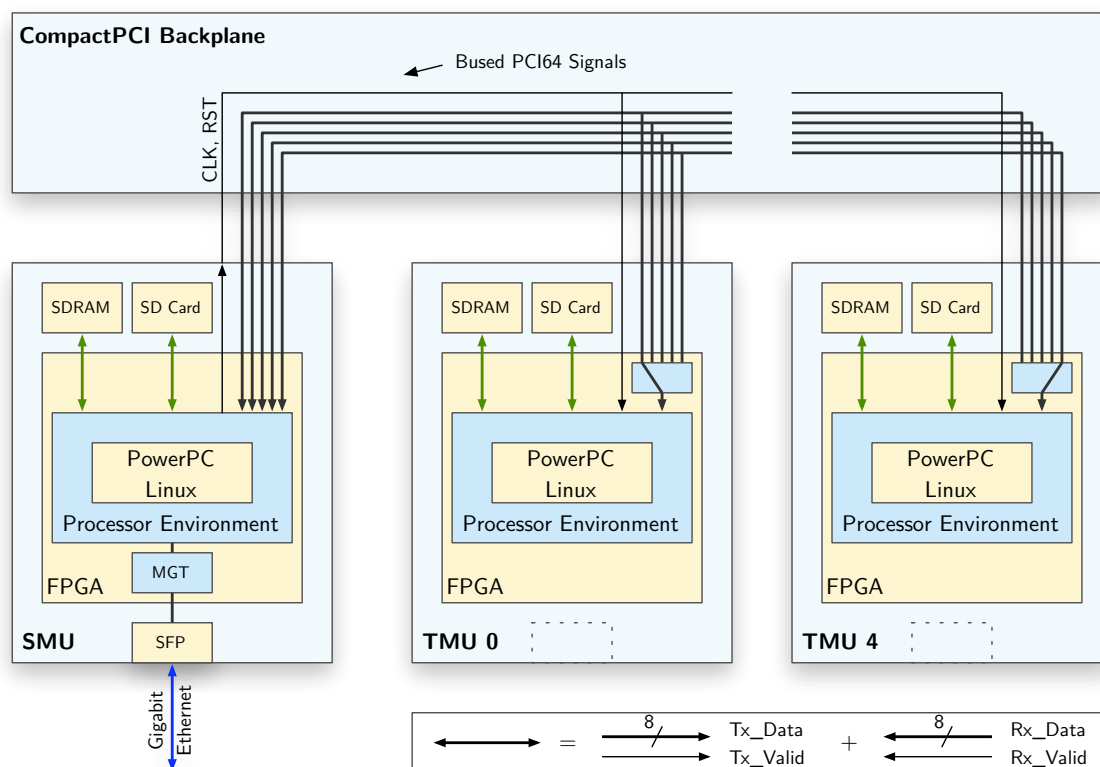 CompactPCI Backplane
Bused PCI64 Signals
CLK, RST
SDRAM
SD Card
PowerPC
Linux
Processor Environment
MGT
FPGA
SMU
SFP
Gigabit
Ethernet
SDRAM
SD Card
PowerPC
Linux
Processor Environment
FPGA
TMU 0
SDRAM
SD Card
PowerPC
Linux
Processor Environment
FPGA
TMU 4
= 8 Tx_Data + 8 Rx_Data
Tx_Valid Rx_Valid